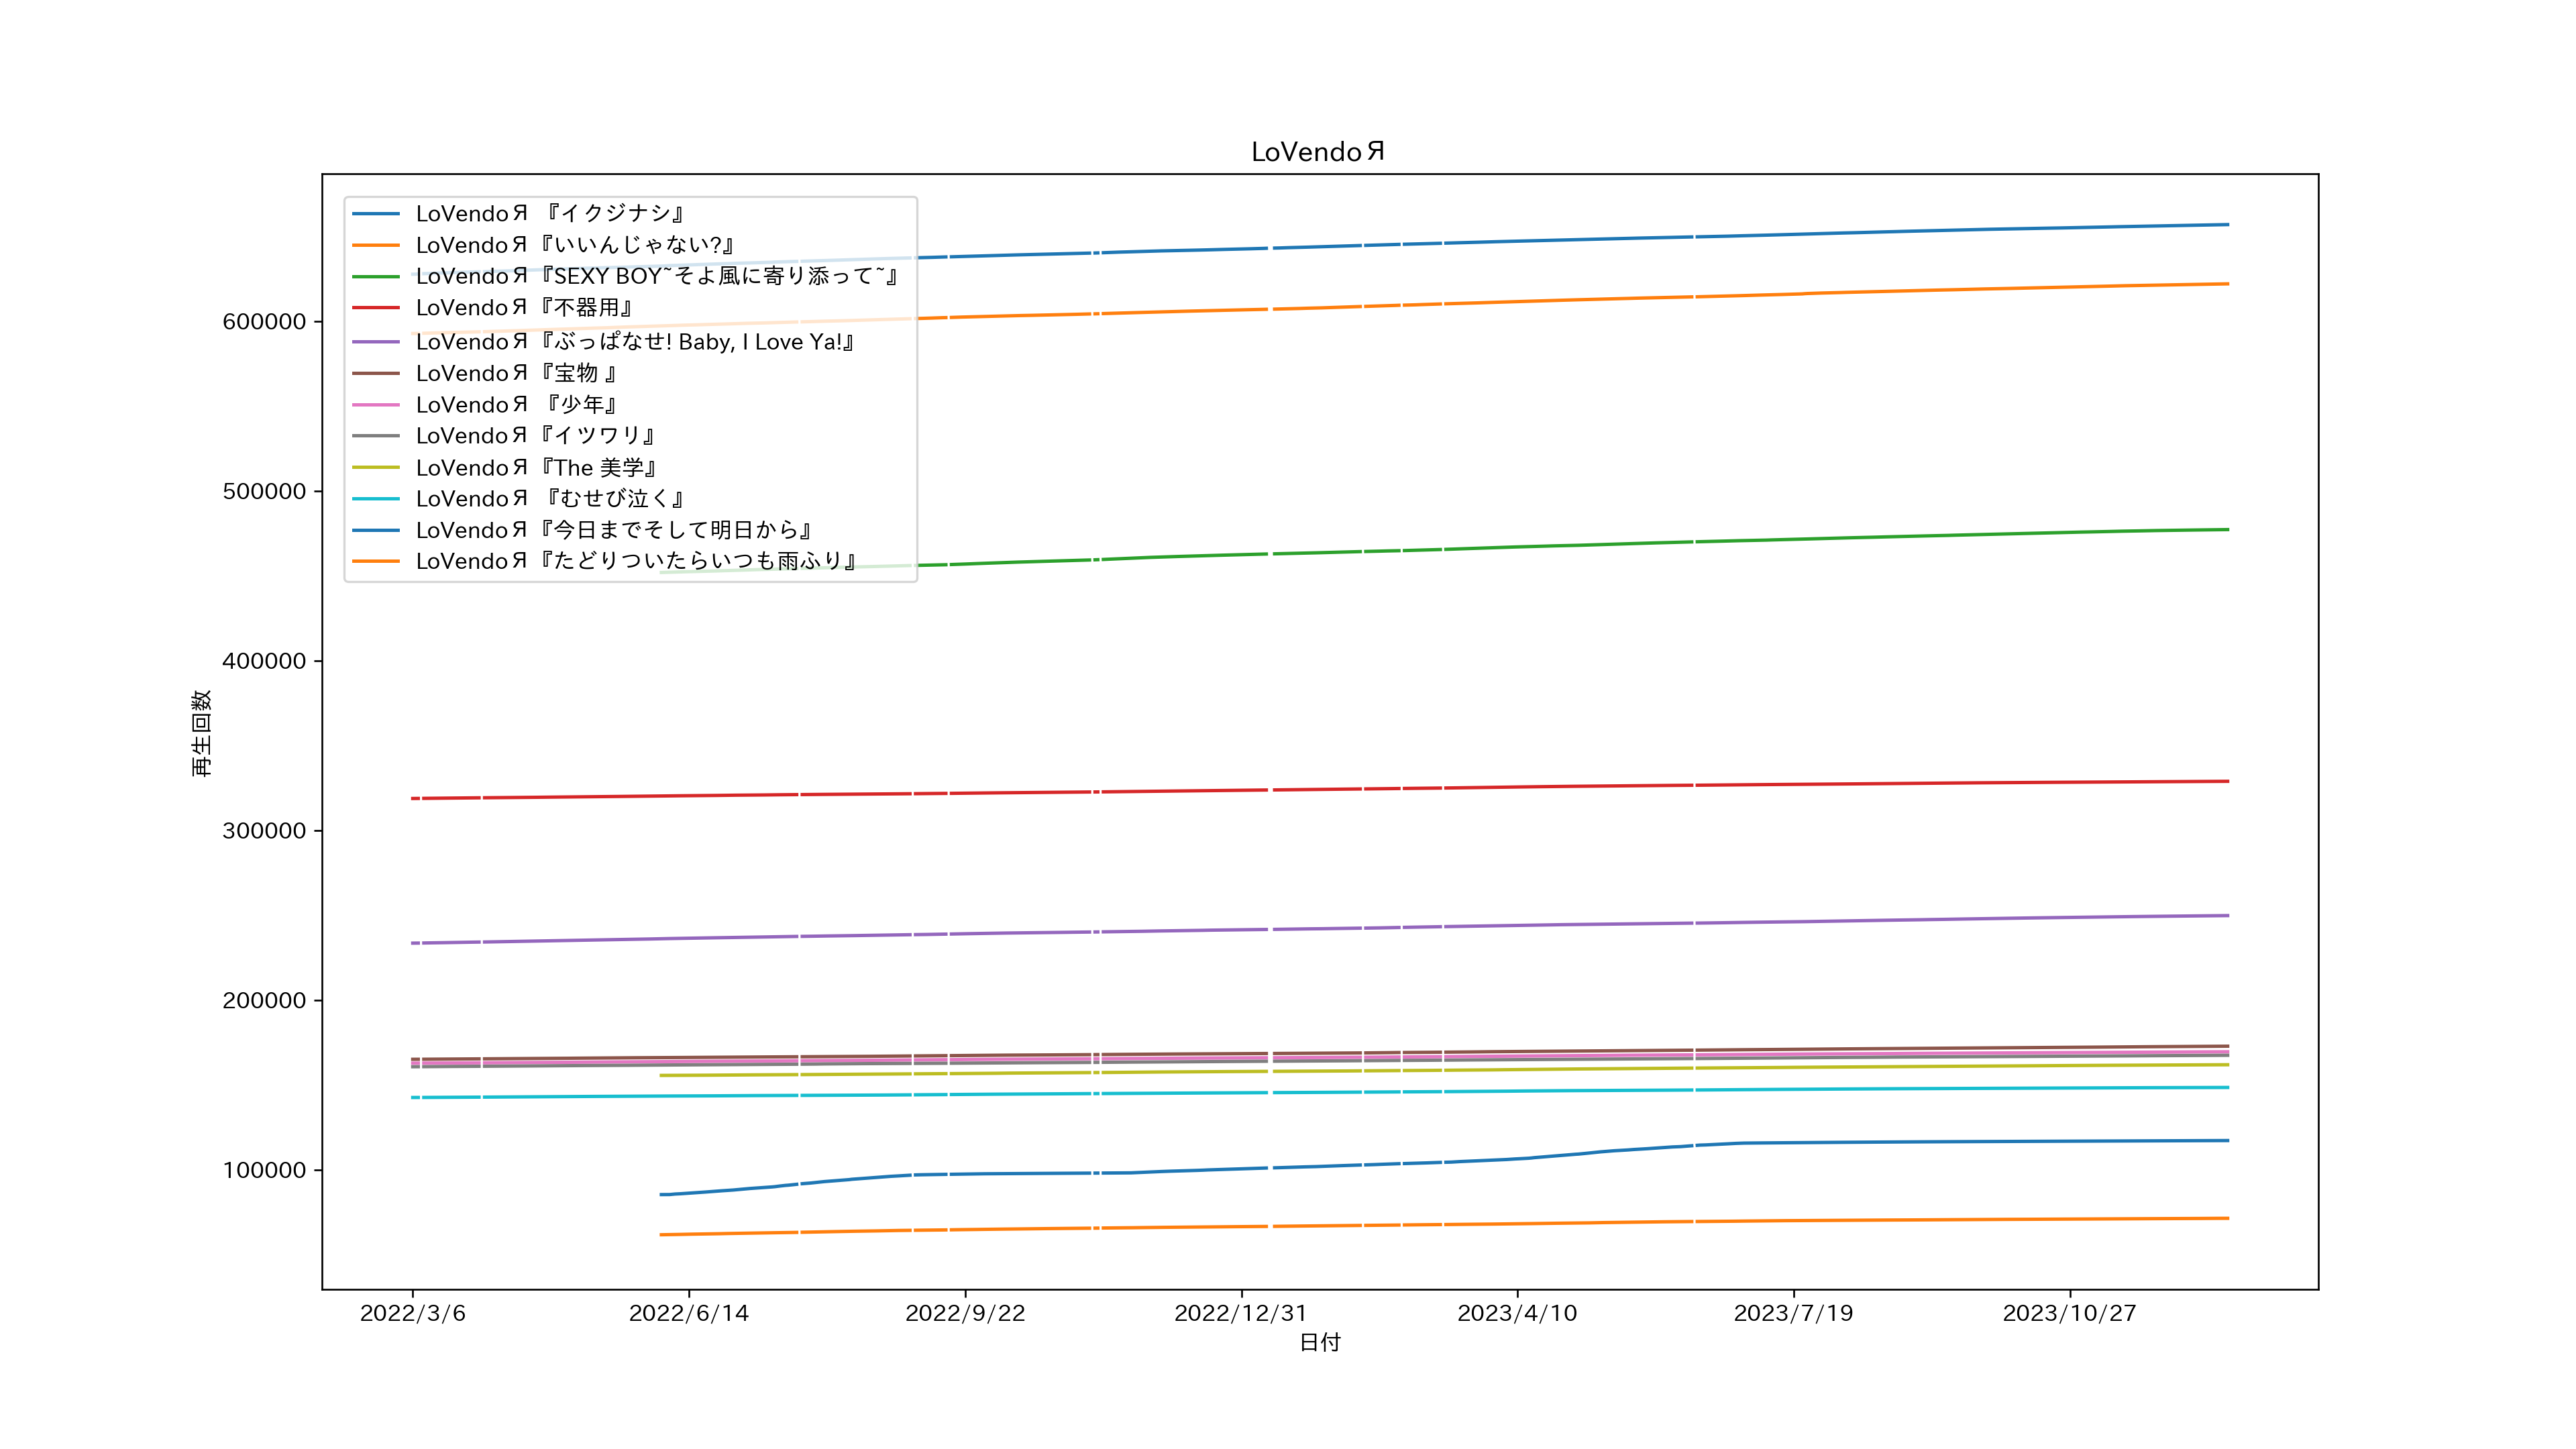 LoVendoЯ
LoVendoЯ 『イクジナシ』
LoVendoЯ『いいんじゃない?』
LoVendoЯ『SEXY BOY~そよ風に寄り添って~』
LoVendoЯ『不器用』
LoVendoЯ『ぶっぱなせ! Baby, I Love Ya!』
LoVendoЯ『宝物 』
LoVendoЯ 『少年』
LoVendoЯ『イツワリ』
LoVendoЯ『The 美学』
LoVendoЯ 『むせび泣く』
LoVendoЯ『今日までそして明日から』
LoVendoЯ『たどりついたらいつも雨ふり』
600000
500000
400000
300000
200000
100000
再生回数
2022/3/6 2022/6/14 2022/9/22 2022/12/31 2023/4/10 2023/7/19 2023/10/27
日付